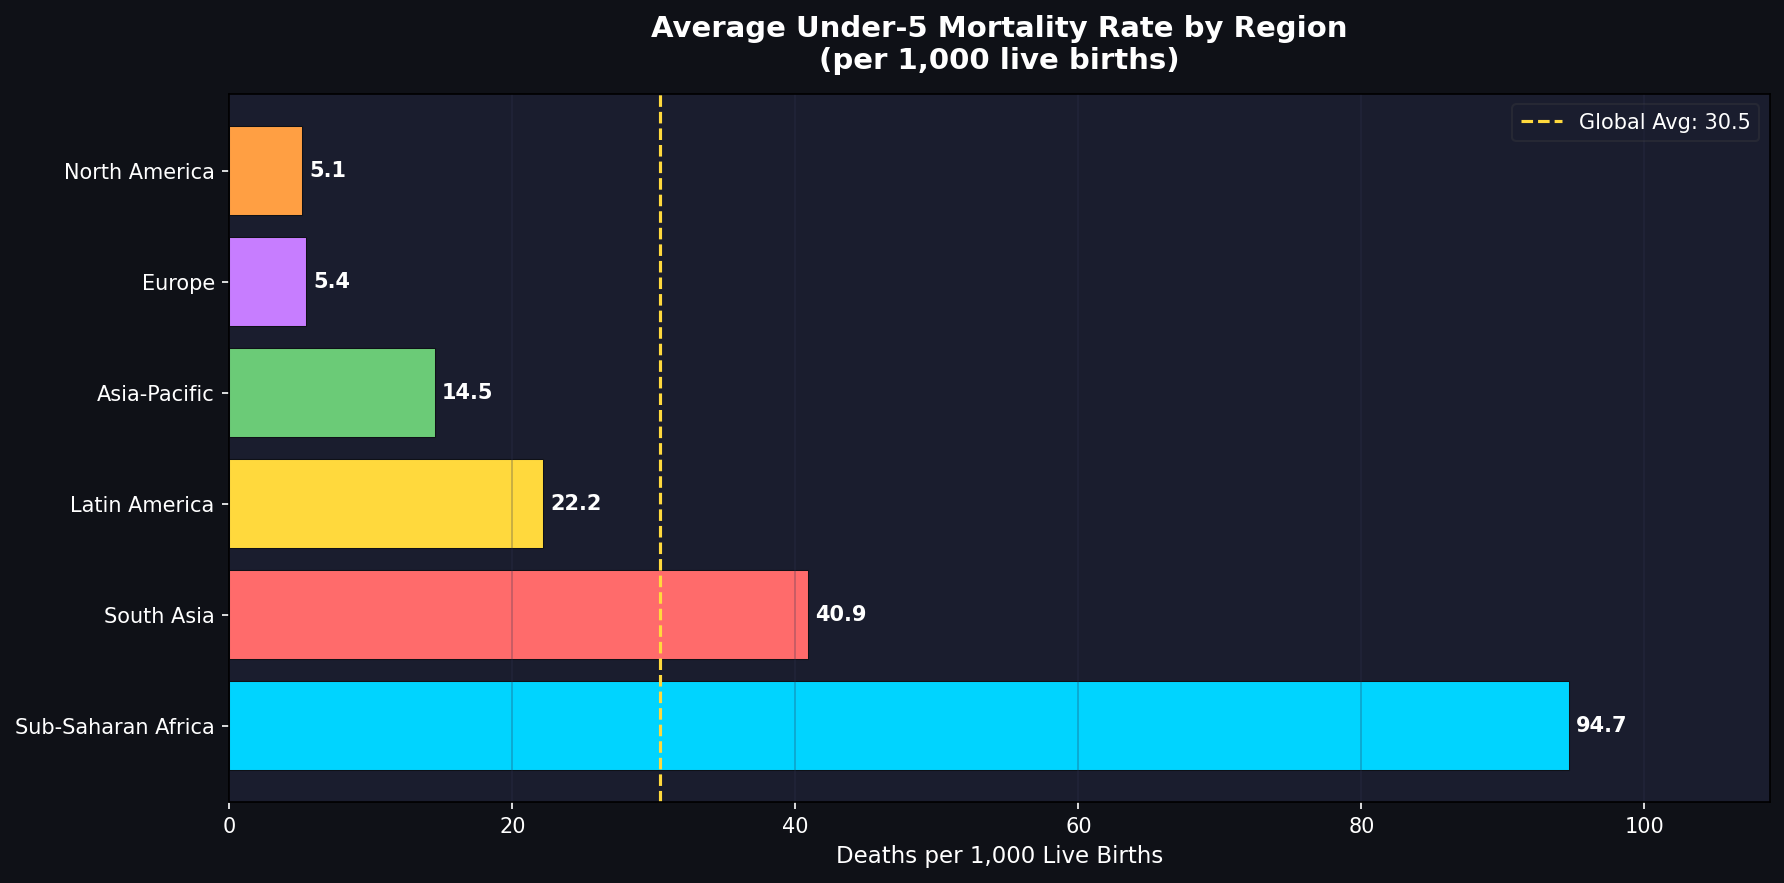 Average Under-5 Mortality Rate by Region
(per 1,000 live births)
Global Avg: 30.5
North America
5.1
Europe
5.4
Asia-Pacific
14.5
Latin America
22.2
South Asia
40.9
Sub-Saharan Africa
94.7
0 20 40 60 80 100
Deaths per 1,000 Live Births